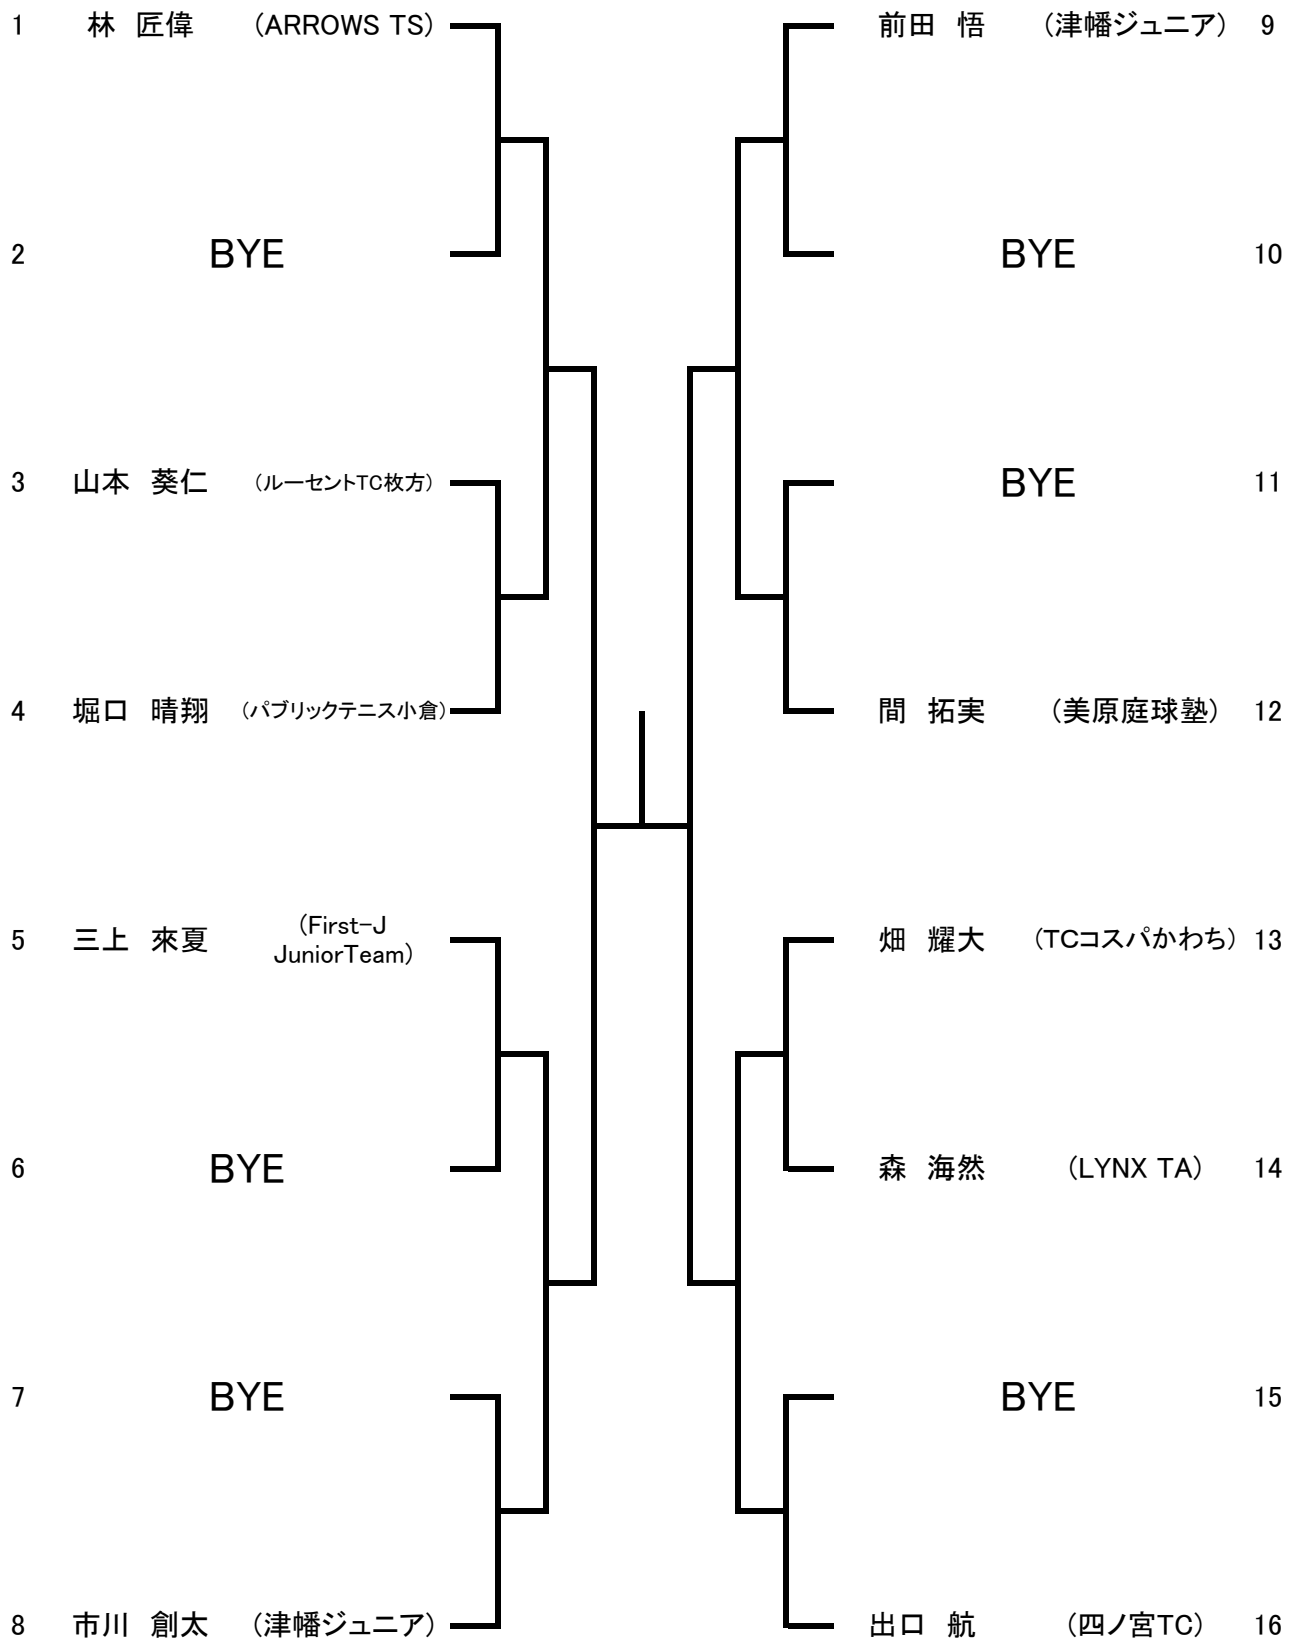 1 林 匠偉 (ARROWS TS)
2 BYE
3 山本 葵仁 (ルーセントTC枚方)
4 堀口 晴翔 (パブリックテニス小倉)
5 三上 來夏 (First-J
JuniorTeam)
6 BYE
7 BYE
8 市川 創太 (津幡ジュニア)
前田 悟 (津幡ジュニア) 9
BYE 10
BYE 11
間 拓実 (美原庭球塾) 12
畑 耀大 (TCコスパかわち) 13
森 海然 (LYNX TA) 14
BYE 15
出口 航 (四ノ宮TC) 16